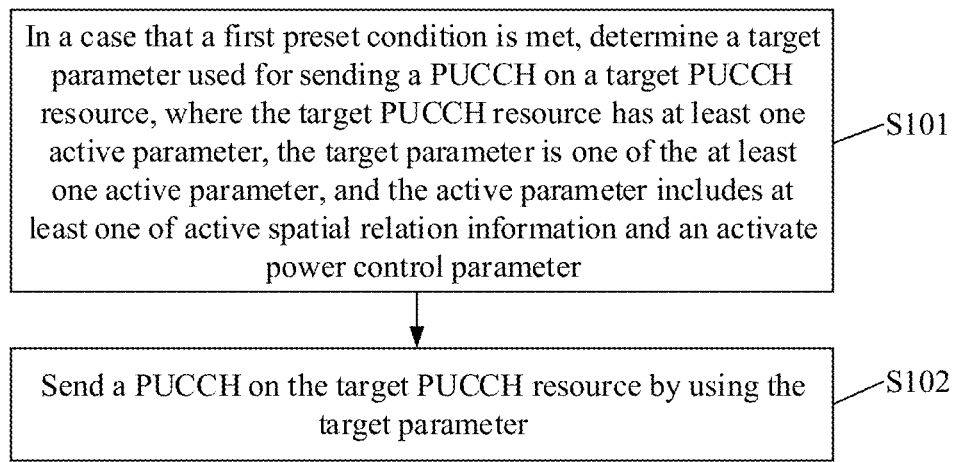 In a case that a first preset condition is met, determine a target
parameter used for sending a PUCCH on a target PUCCH
resource, where the target PUCCH resource has at least one
active parameter, the target parameter is one of the at least
one active parameter, and the active parameter includes at
least one of active spatial relation information and an activate
power control parameter
S101
Send a PUCCH on the target PUCCH resource by using the
target parameter
S102